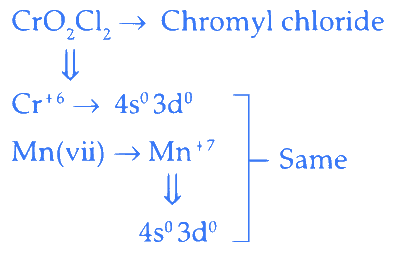 CrO₂Cl₂ → Chromyl chloride
⇓
Cr⁺⁶ → 4s⁰ 3d⁰
Mn(vii) → Mn⁺⁷
Same
⇓
4s⁰ 3d⁰